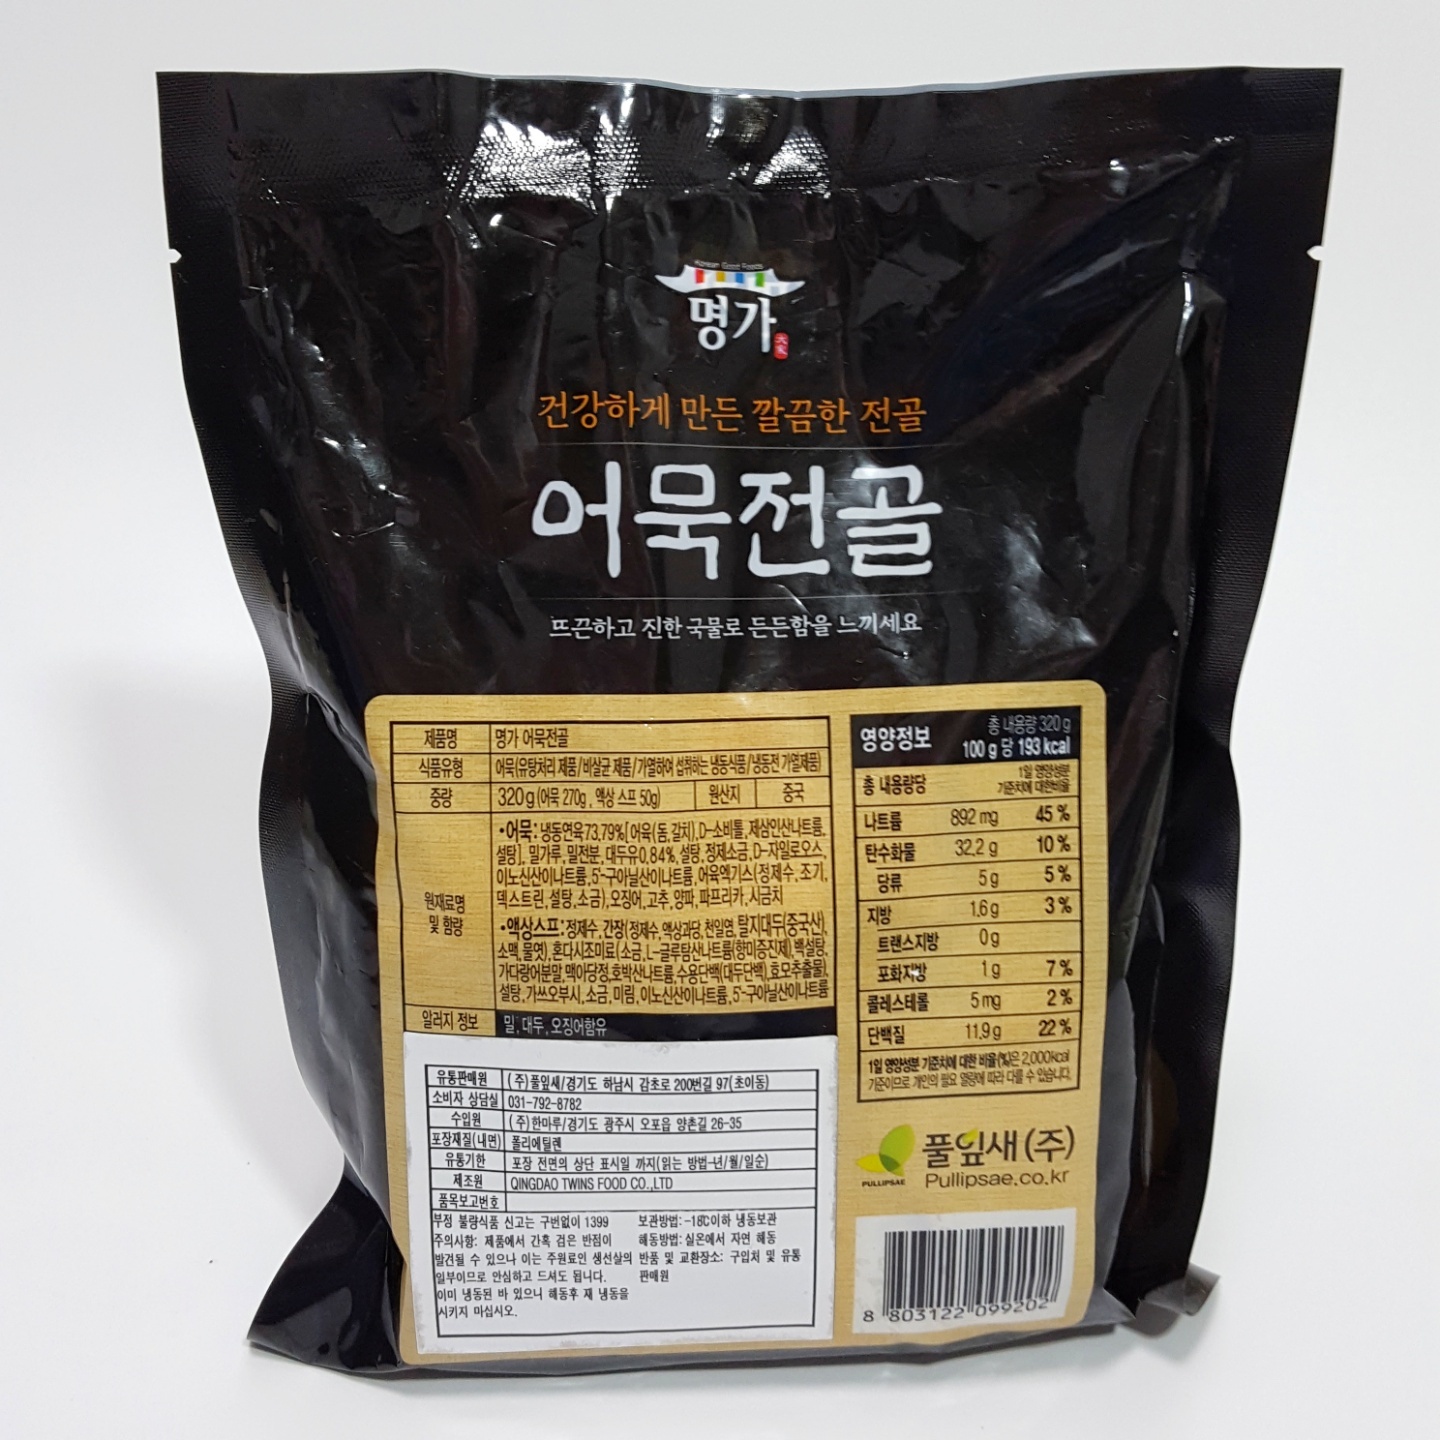 Korean Good Foods
명가
건강하게 만든 깔끔한 전골
어묵전골
뜨끈하고 진한 국물로 든든함을 느끼세요
제품명 명가 어묵전골
식품유형 어묵(유탕처리 제품/비살균 제품/가열하여 섭취하는 냉동식품/냉동전 가열제품)
중량 320g(어묵 270g, 액상 스프 50g) 원산지 중국
원재료명 및 함량
•어묵: 냉동연육73.79%[어육(돔,갈치),D-소비톨,제삼인산나트륨,
설탕], 밀가루, 밀전분, 대두유0.84%, 설탕, 정제소금, D-자일로오스,
이노신산이나트륨,5'-구아닐산이나트륨,어육엑기스(정제수, 조기,
덱스트린,설탕,소금),오징어,고추,양파,파프리카,시금치
•액상스프:정제수,간장(정제수,액상과당,천일염,탈지대두(중국산),
소맥,물엿),혼다시조미료(소금,L-글루탐산나트륨(향미증진제),백설탕,
가다랑어분말,맥아당정,호박산나트륨,수용단백(대두단백),효모추출물),
설탕,가쓰오부시,소금,미림,이노신산이나트륨,5'-구아닐산이나트륨
알러지 정보 밀, 대두, 오징어함유
유통판매원 (주)풀잎새/경기도 하남시 감초로 200번길 97(초이동)
소비자 상담실 031-792-8782
수입원 (주)한마루/경기도 광주시 오포읍 양촌길 26-35
포장재질(내면) 폴리에틸렌
유통기한 포장 전면의 상단 표시일 까지(읽는 방법-년/월/일순)
제조원 QINGDAO TWINS FOOD CO.,LTD
품목보고번호
부정 불량식품 신고는 구번없이 1399
주의사항: 제품에서 간혹 검은 반점이
발견될 수 있으나 이는 주원료인 생선살의
일부이므로 안심하고 드셔도 됩니다.
이미 냉동된 바 있으니 해동후 재 냉동을
시키지 마십시오.
보관방법:-18℃이하 냉동보관
해동방법:실온에서 자연 해동
반품 및 교환장소: 구입처 및 유통
판매원
영양정보
총 내용량 320g
100 g 당 193 kcal
총 내용량당 1일 영양성분
기준치에 대한비율
나트륨 892 mg 45 %
탄수화물 32.2 g 10 %
당류 5 g 5 %
지방 1.6 g 3 %
트랜스지방 0 g
포화지방 1 g 7 %
콜레스테롤 5 mg 2 %
단백질 11.9 g 22 %
1일 영양성분 기준치에 대한 비율(%)은 2,000kcal
기준이므로 개인의 필요 열량에 따라 다를 수 있습니다.
PULLIPSAE
풀잎새(주)
Pullipsae.co.kr
8 803122 099202